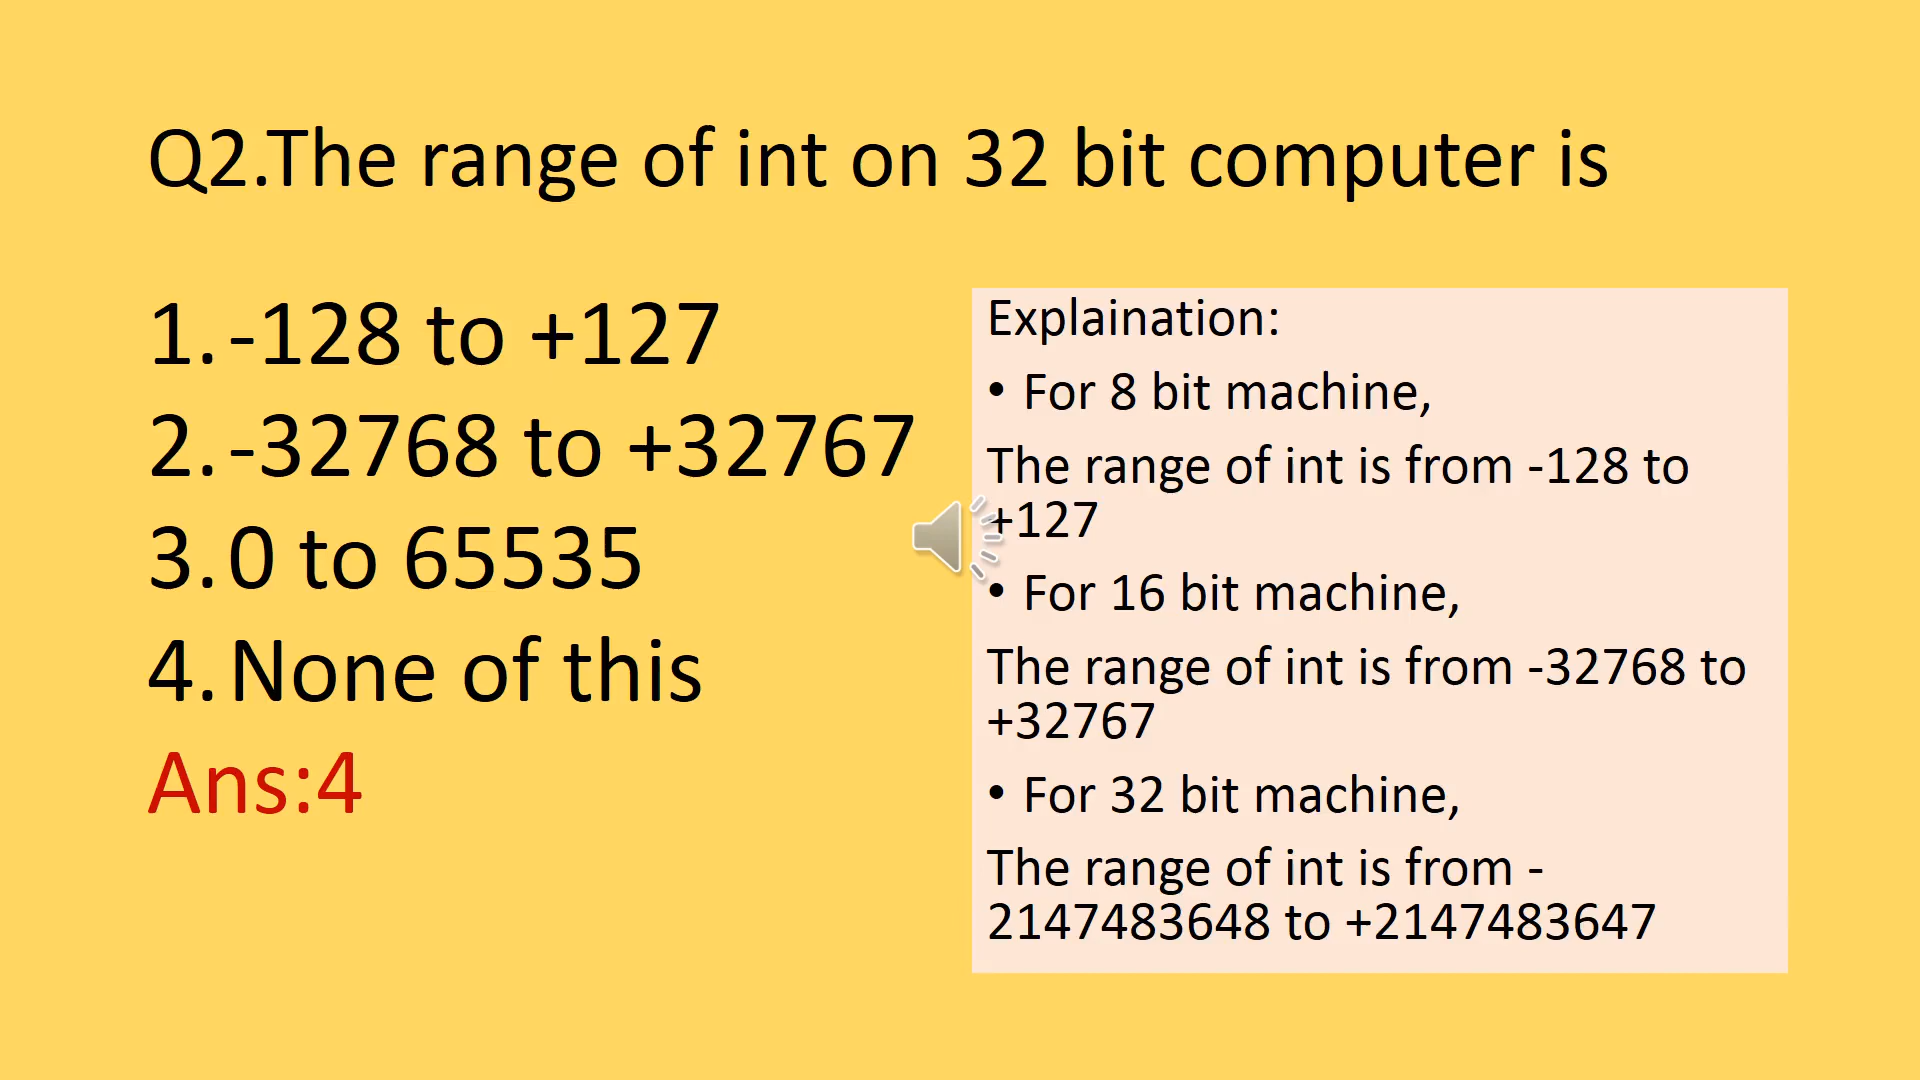 Q2.The range of int on 32 bit computer is
1. -128 to +127
2. -32768 to +32767
3. 0 to 65535
4. None of this
Ans:4
Explaination:
• For 8 bit machine,
The range of int is from -128 to
+127
• For 16 bit machine,
The range of int is from -32768 to
+32767
• For 32 bit machine,
The range of int is from -
2147483648 to +2147483647